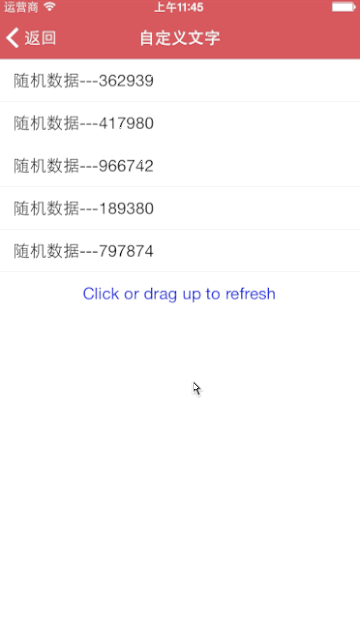 运营商 上午11:45
返回 自定义文字
随机数据---362939
随机数据---417980
随机数据---966742
随机数据---189380
随机数据---797874
Click or drag up to refresh